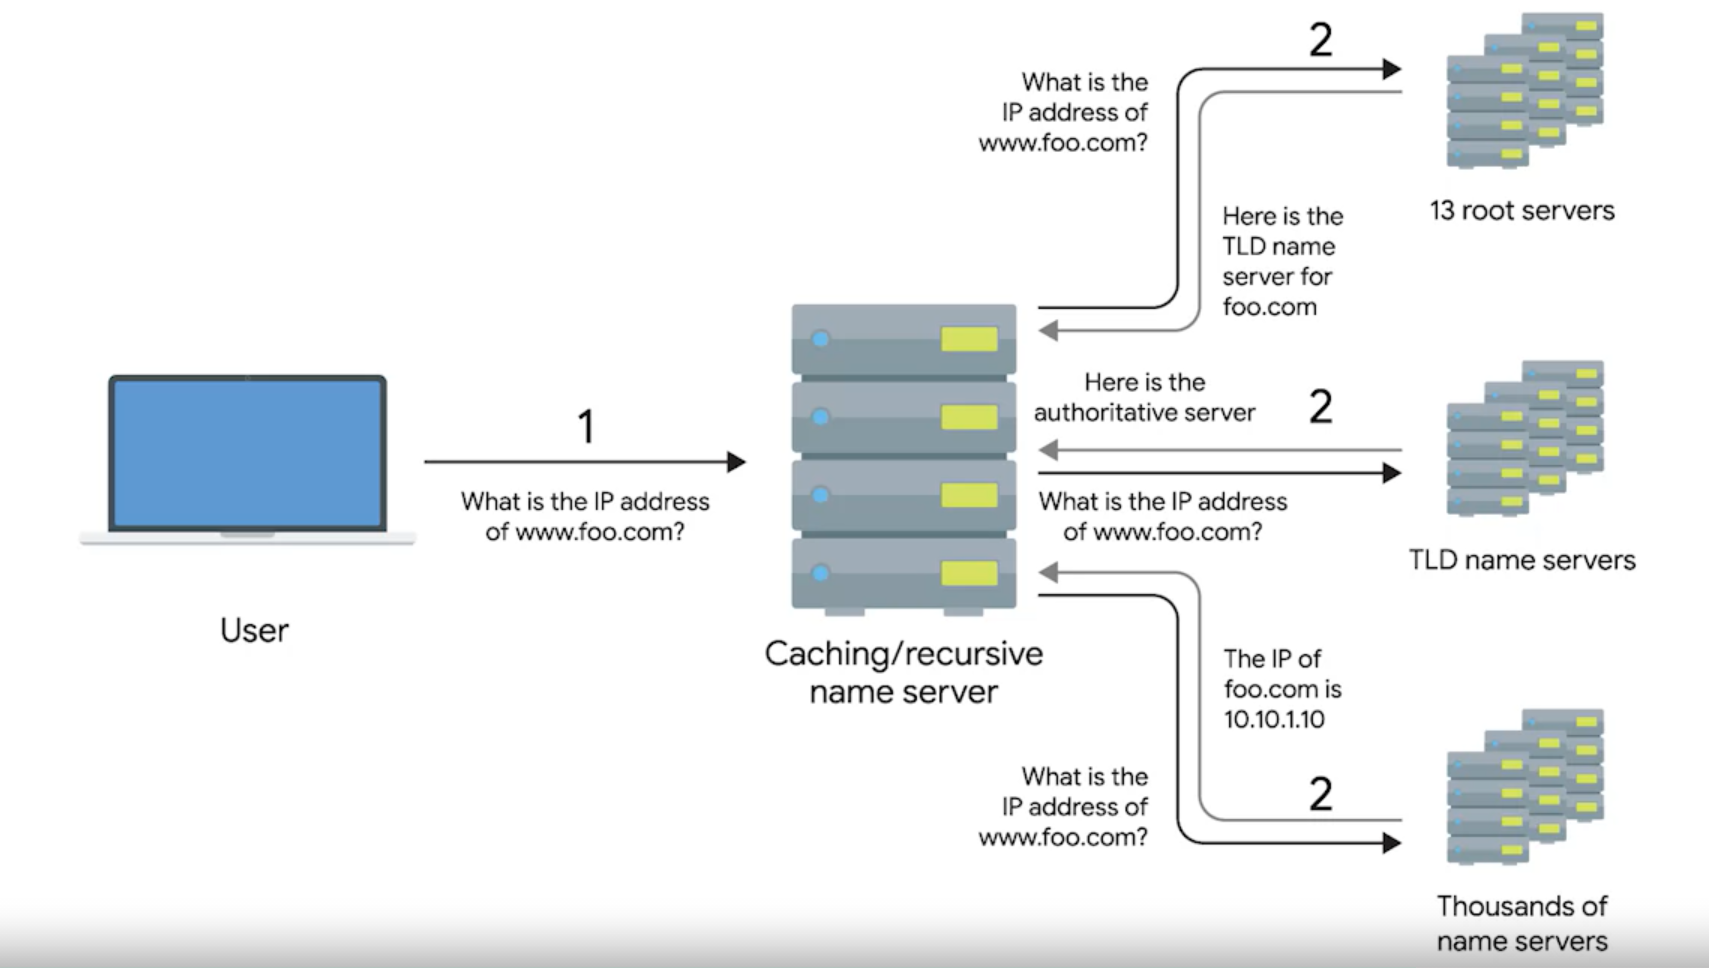 2
What is the
IP address of
www.foo.com?
13 root servers
Here is the
TLD name
server for
foo.com
Here is the
authoritative server
2
1
What is the IP address
of www.foo.com?
What is the IP address
of www.foo.com?
TLD name servers
User
Caching/recursive
name server
The IP of
foo.com is
10.10.1.10
What is the
IP address of
www.foo.com?
2
Thousands of
name servers